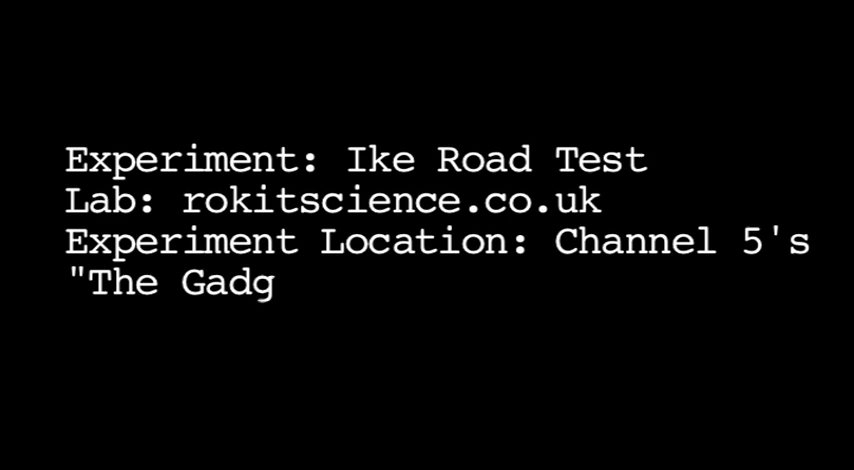 Experiment: Ike Road Test
Lab: rokitscience.co.uk
Experiment Location: Channel 5's
"The Gadg